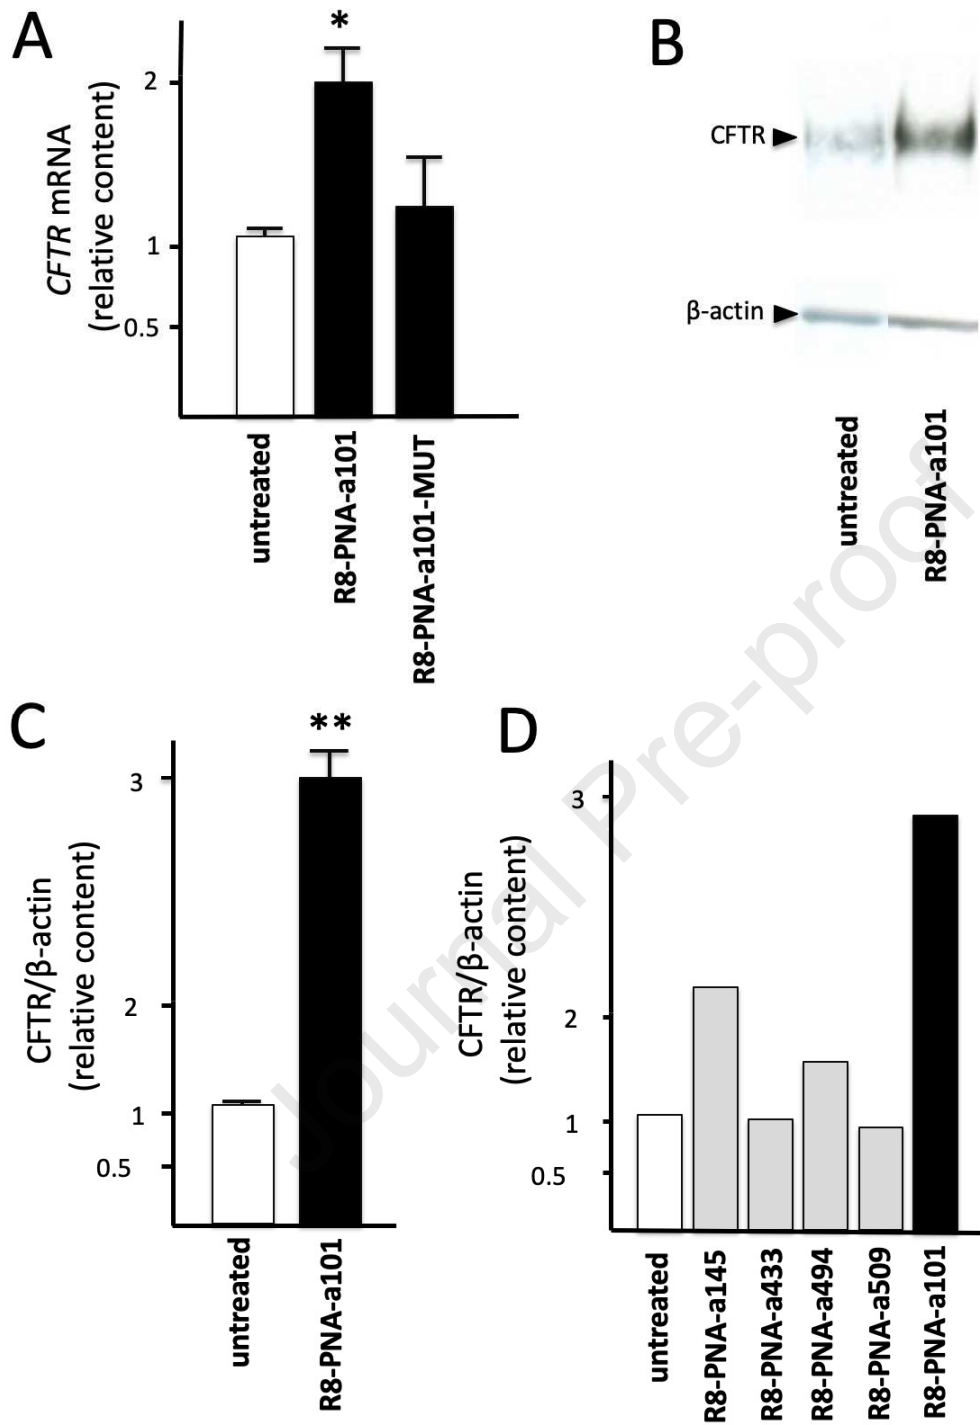 A
*
2
1
0.5
CFTR mRNA
(relative content)
untreated
R8-PNA-a101
R8-PNA-a101-MUT
B
CFTR
β-actin
untreated
R8-PNA-a101
C
**
3
2
1
0.5
CFTR/β-actin
(relative content)
untreated
R8-PNA-a101
D
3
2
1
0.5
CFTR/β-actin
(relative content)
untreated
R8-PNA-a145
R8-PNA-a433
R8-PNA-a494
R8-PNA-a509
R8-PNA-a101
Journal Pre-proof